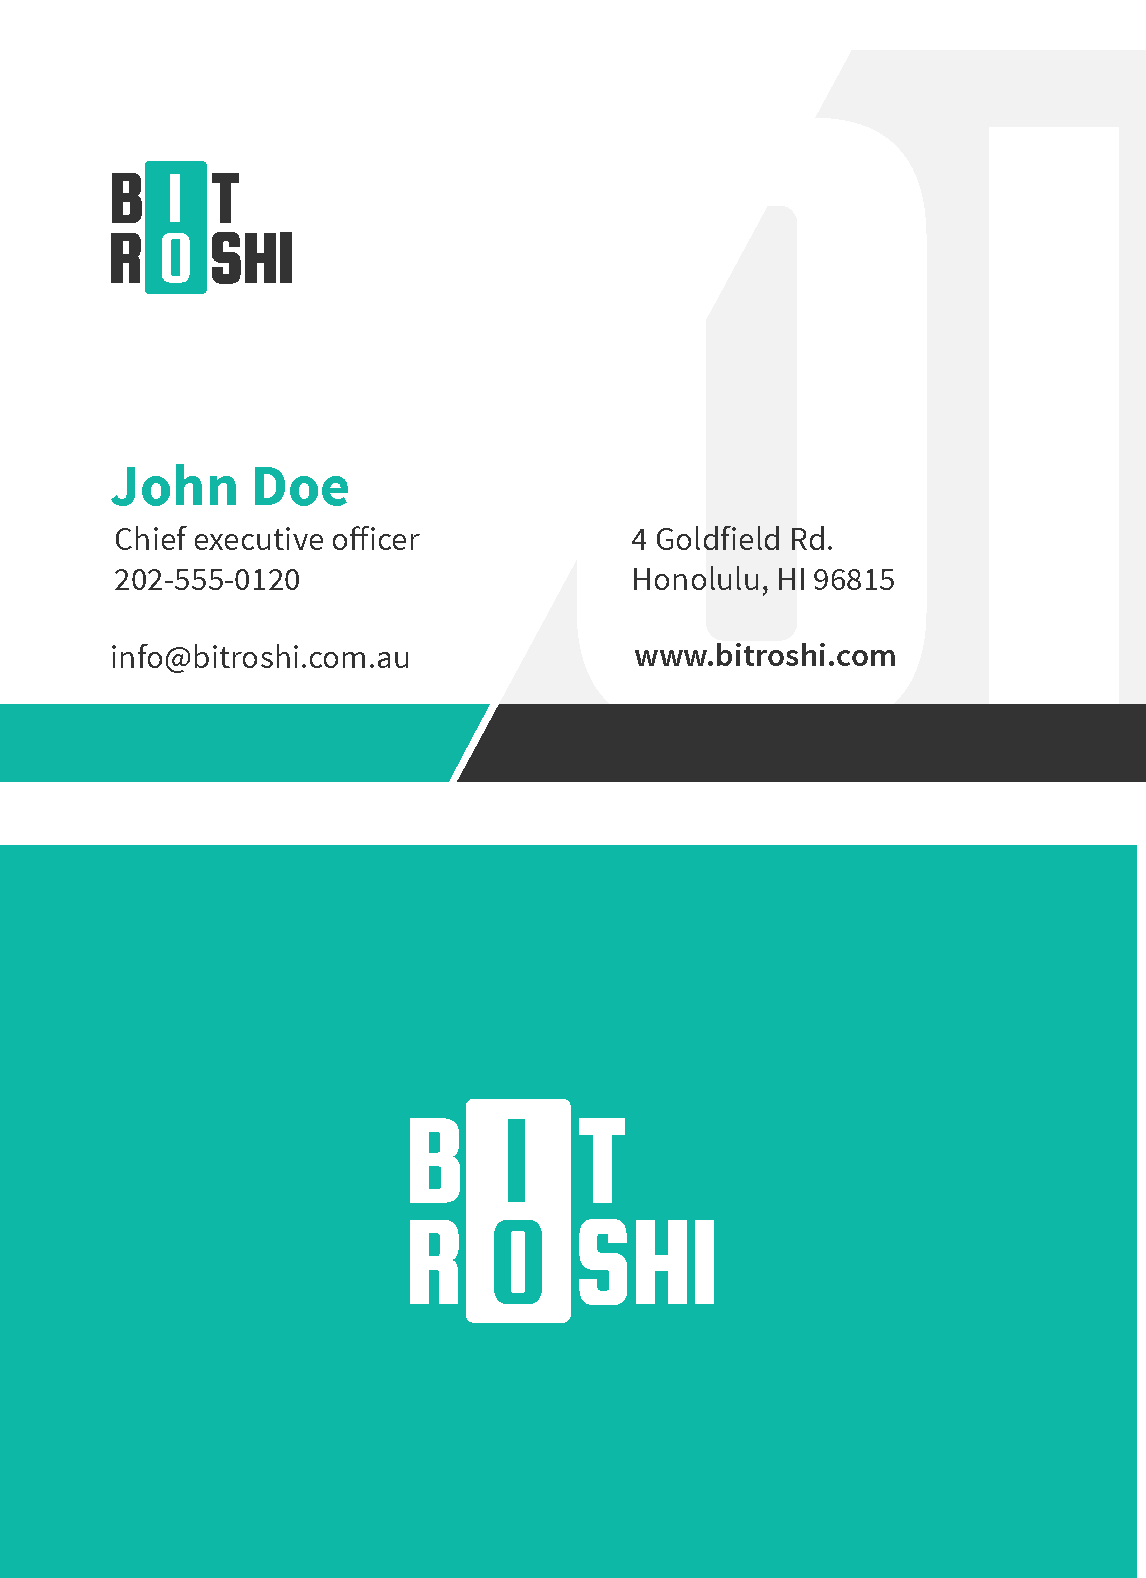 BIT
ROSHI
John Doe
Chief executive officer
202-555-0120
info@bitroshi.com.au
4 Goldfield Rd.
Honolulu, HI 96815
www.bitroshi.com
BIT
ROSHI